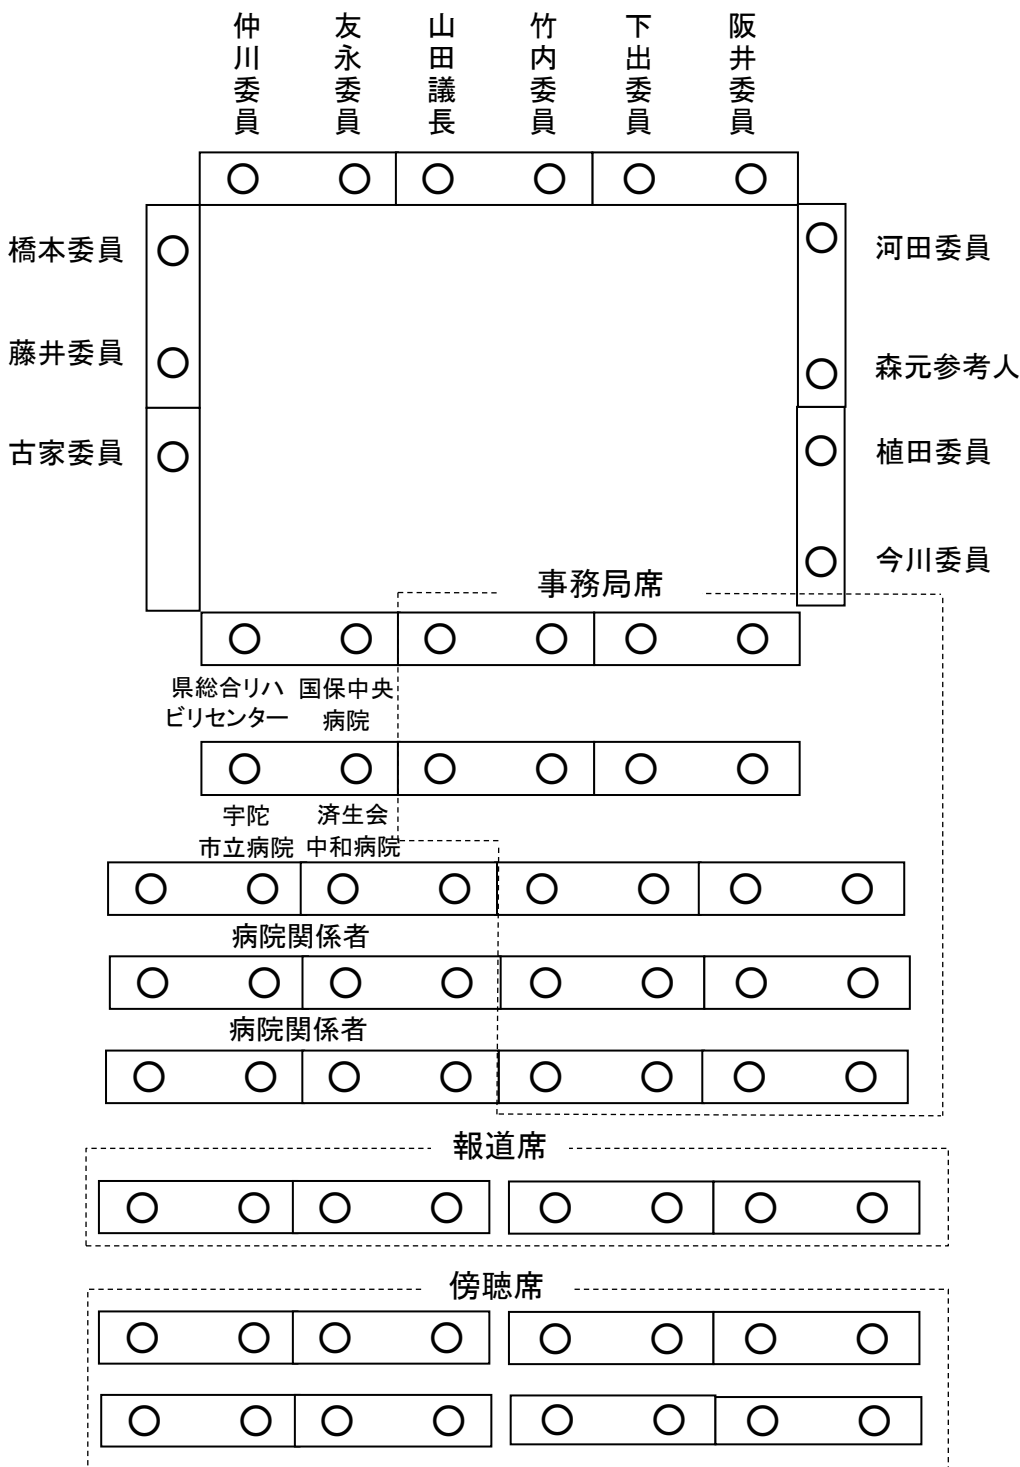 仲川委員
友永委員
山田議長
竹内委員
下出委員
阪井委員
橋本委員
河田委員
藤井委員
森元参考人
古家委員
植田委員
今川委員
事務局席
県総合リハ
ビリセンター
国保中央
病院
宇陀
市立病院
済生会
中和病院
病院関係者
病院関係者
報道席
傍聴席